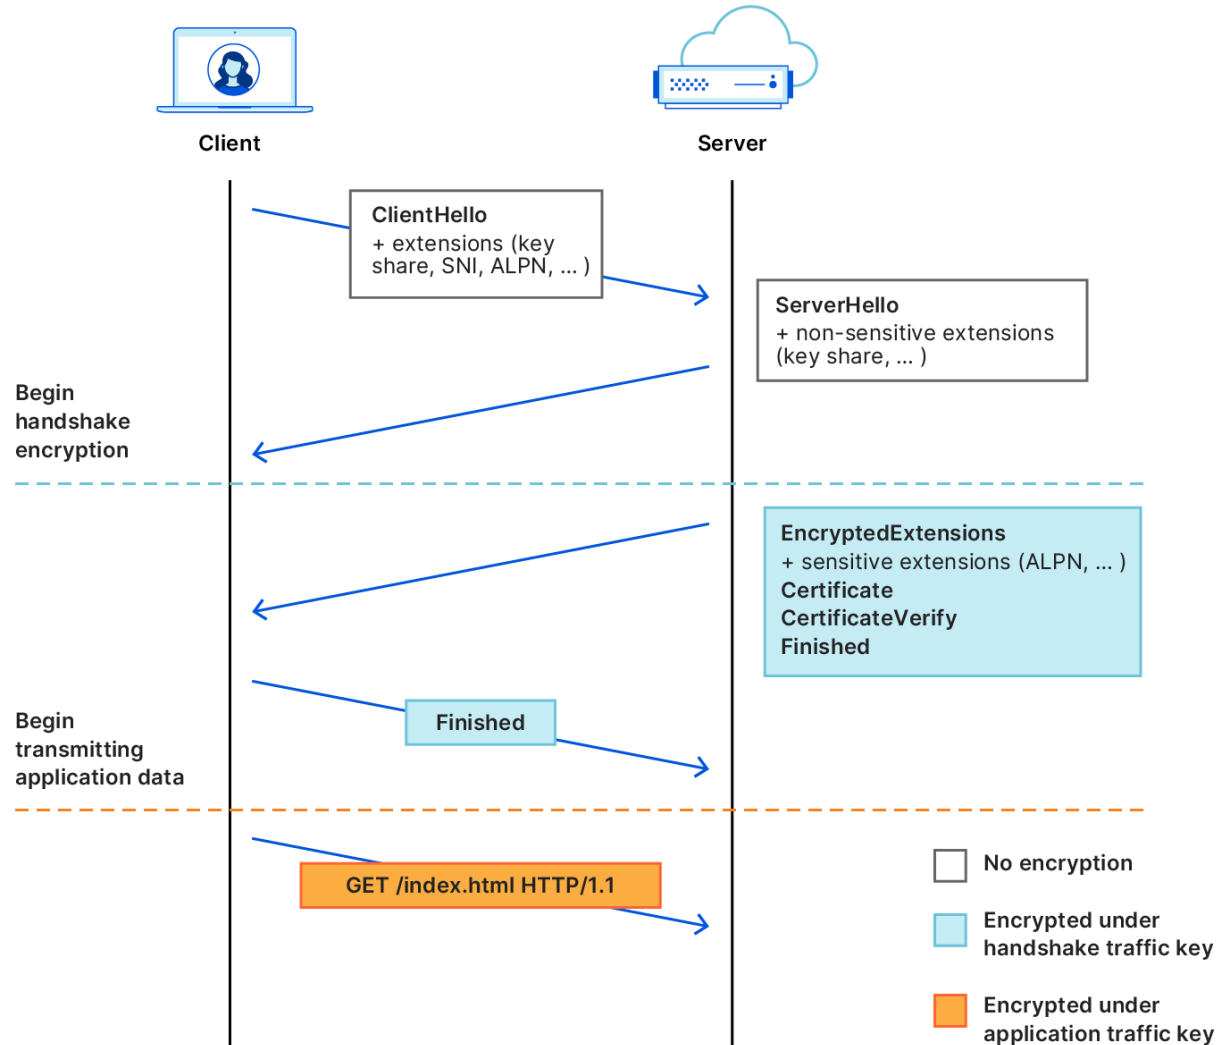 Client
Server
ClientHello
+ extensions (key
share, SNI, ALPN, ... )
ServerHello
+ non-sensitive extensions
(key share, ... )
Begin
handshake
encryption
EncryptedExtensions
+ sensitive extensions (ALPN, ... )
Certificate
CertificateVerify
Finished
Finished
Begin
transmitting
application data
GET /index.html HTTP/1.1
No encryption
Encrypted under
handshake traffic key
Encrypted under
application traffic key